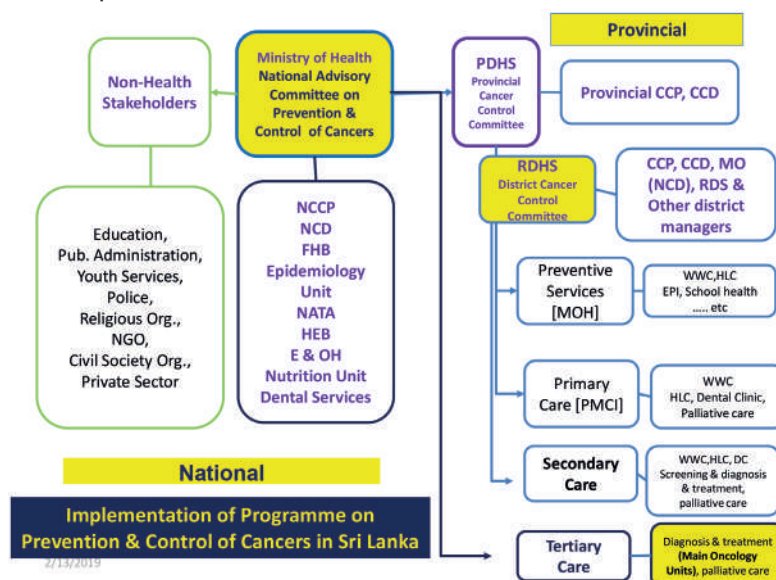 Non-Health
Stakeholders
Ministry of Health
National Advisory
Committee on
Prevention &
Control of Cancers
Education,
Pub. Administration,
Youth Services,
Police,
Religious Org.,
NGO,
Civil Society Org.,
Private Sector
NCCP
NCD
FHB
Epidemiology
Unit
NATA
HEB
E & OH
Nutrition Unit
Dental Services
National
Implementation of Programme on
Prevention & Control of Cancers in Sri Lanka
2/13/2019
Provincial
PDHS
Provincial
Cancer
Control
Committee
Provincial CCP, CCD
RDHS
District Cancer
Control
Committee
CCP, CCD, MO
(NCD), RDS &
Other district
managers
Preventive
Services
[MOH]
WWC,HLC
EPI, School health
..... etc
Primary
Care [PMCI]
WWC
HLC, Dental Clinic,
Palliative care
Secondary
Care
WWC,HLC, DC
Screening & diagnosis
& treatment,
palliative care
Tertiary
Care
Diagnosis & treatment
(Main Oncology
Units), palliative care